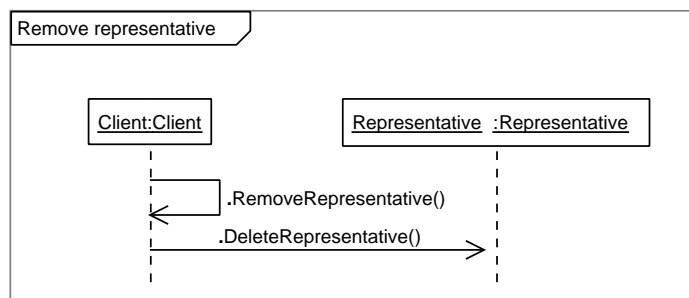 Remove representative
Client:Client
Representative :Representative
.RemoveRepresentative()
.DeleteRepresentative()